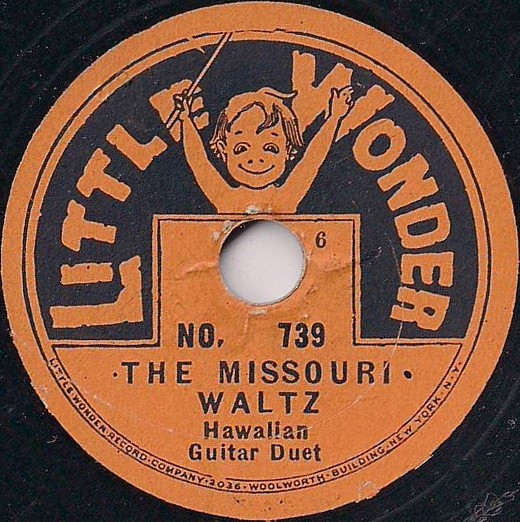 LITTLE WONDER
6
NO. 739
·THE MISSOURI·
WALTZ
Hawaiian
Guitar Duet
LITTLE·WONDER·RECORD·COMPANY·2036·WOOLWORTH·BUILDING·NEW YORK·N·Y·